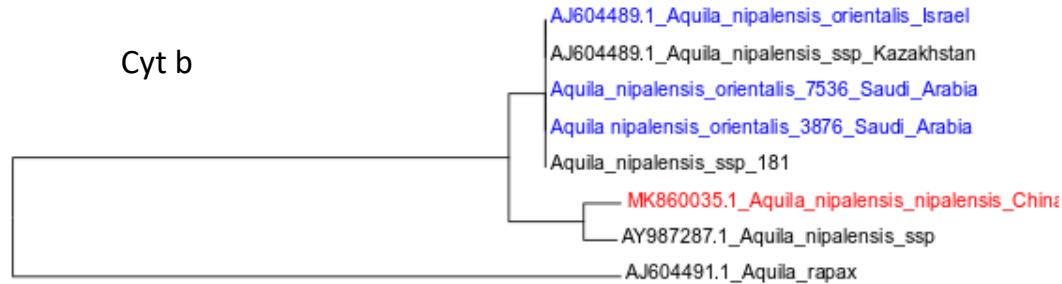 AJ604489.1_Aquila_nipalensis_orientalis_Israel
Cyt b
AJ604489.1_Aquila_nipalensis_ssp_Kazakhstan
Aquila_nipalensis_orientalis_7536_Saudi_Arabia
Aquila nipalensis_orientalis_3876_Saudi_Arabia
Aquila_nipalensis_ssp_181
MK860035.1_Aquila_nipalensis_nipalensis_China
AY987287.1_Aquila_nipalensis_ssp
AJ604491.1_Aquila_rapax